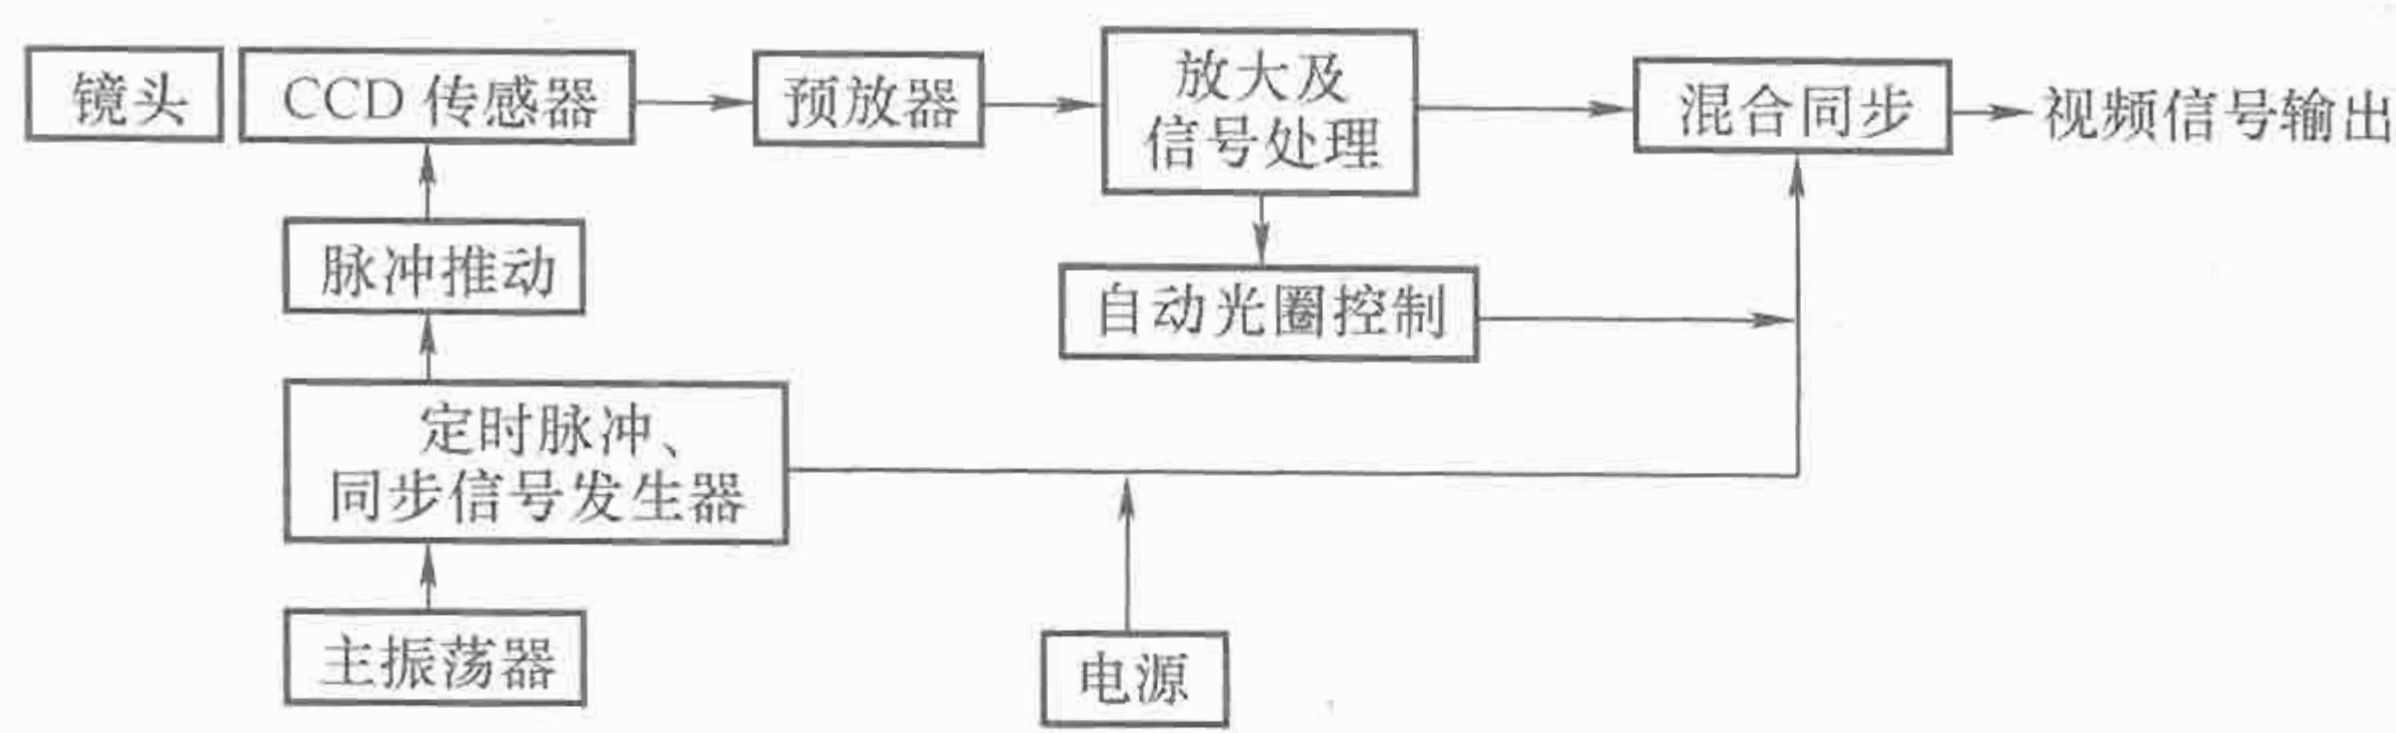 镜头
CCD 传感器
预放器
放大及
信号处理
混合同步
视频信号输出
脉冲推动
自动光圈控制
定时脉冲、
同步信号发生器
主振荡器
电源